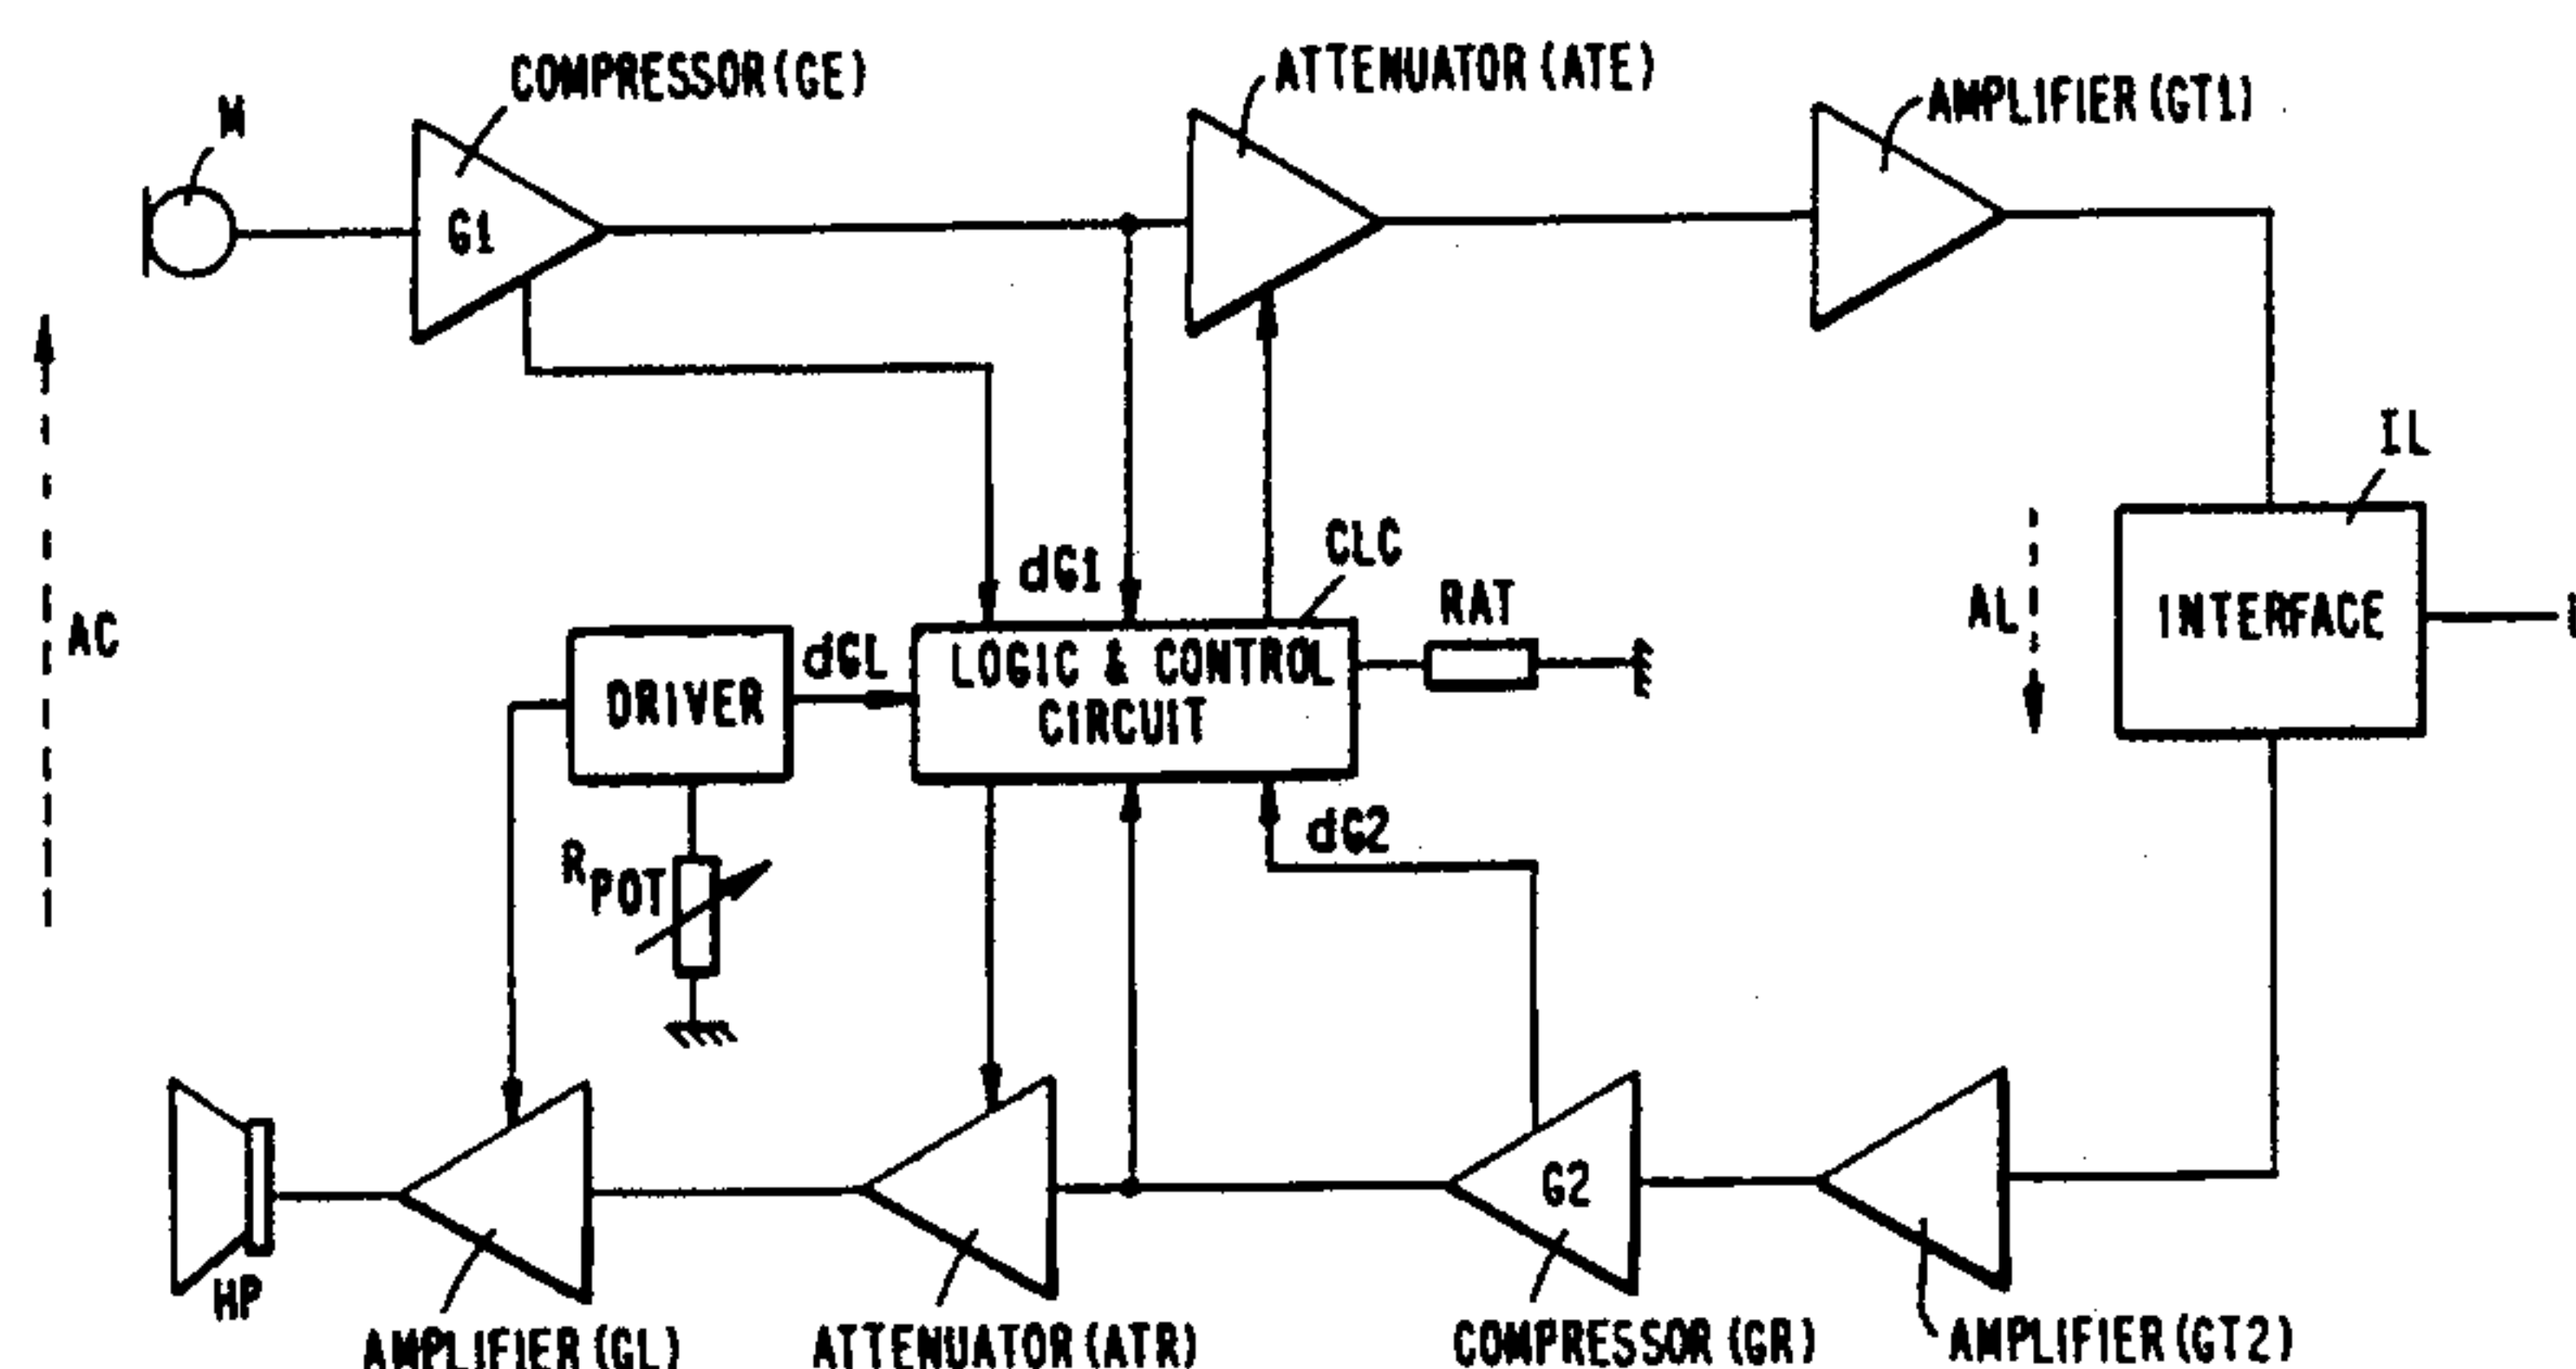 COMPRESSOR (GE)
ATTENUATOR (ATE)
AMPLIFIER (GT1)
M
G1
IL
dG1
CLC
RAT
AC
AL
INTERFACE
DRIVER
dGL
LOGIC & CONTROL
CIRCUIT
RPOT
dG2
G2
HP
AMPLIFIER (GL)
ATTENUATOR (ATR)
COMPRESSOR (GR)
AMPLIFIER (GT2)